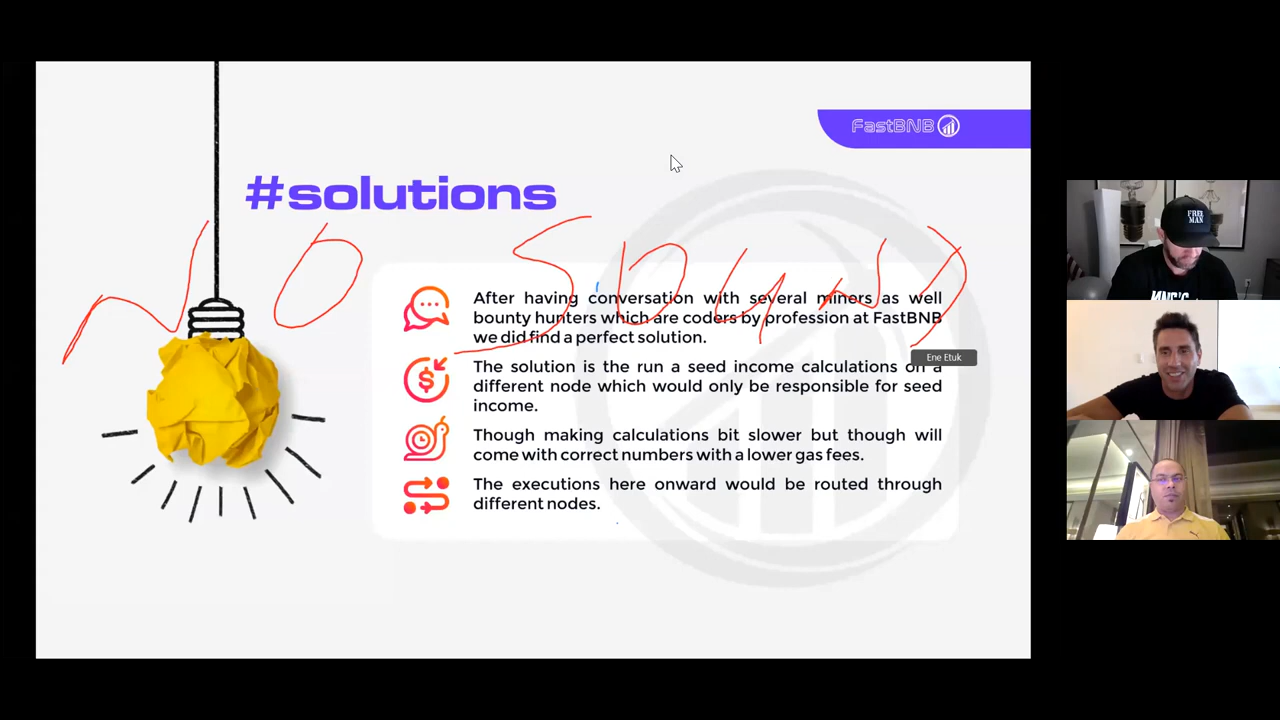 FastBNB
#solutions
NO SOUND
After having conversation with several miners as well
bounty hunters which are coders by profession at FastBNB
we did find a perfect solution.
Ene Etuk
The solution is the run a seed income calculations on a
different node which would only be responsible for seed
income.
Though making calculations bit slower but though will
come with correct numbers with a lower gas fees.
The executions here onward would be routed through
different nodes.
FREE
MAN